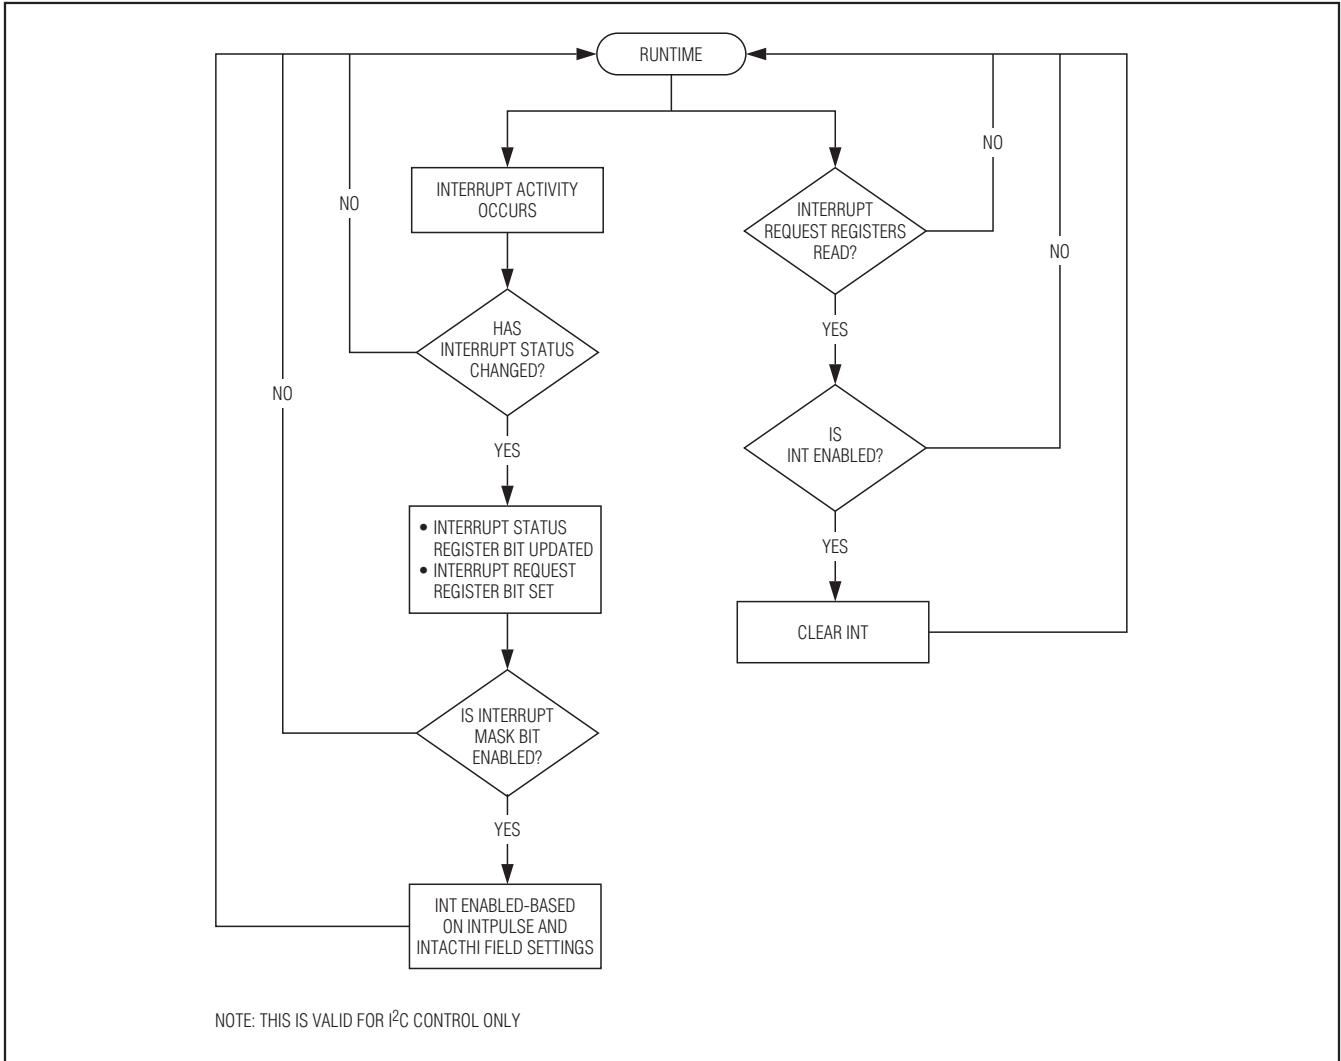 RUNTIME
INTERRUPT ACTIVITY
OCCURS
NO
HAS
INTERRUPT STATUS
CHANGED?
NO
YES
• INTERRUPT STATUS
REGISTER BIT UPDATED
• INTERRUPT REQUEST
REGISTER BIT SET
IS INTERRUPT
MASK BIT
ENABLED?
YES
INT ENABLED-BASED
ON INTPULSE AND
INTACTHI FIELD SETTINGS
INTERRUPT
REQUEST REGISTERS
READ?
NO
YES
NO
IS
INT ENABLED?
YES
CLEAR INT
NOTE: THIS IS VALID FOR I²C CONTROL ONLY